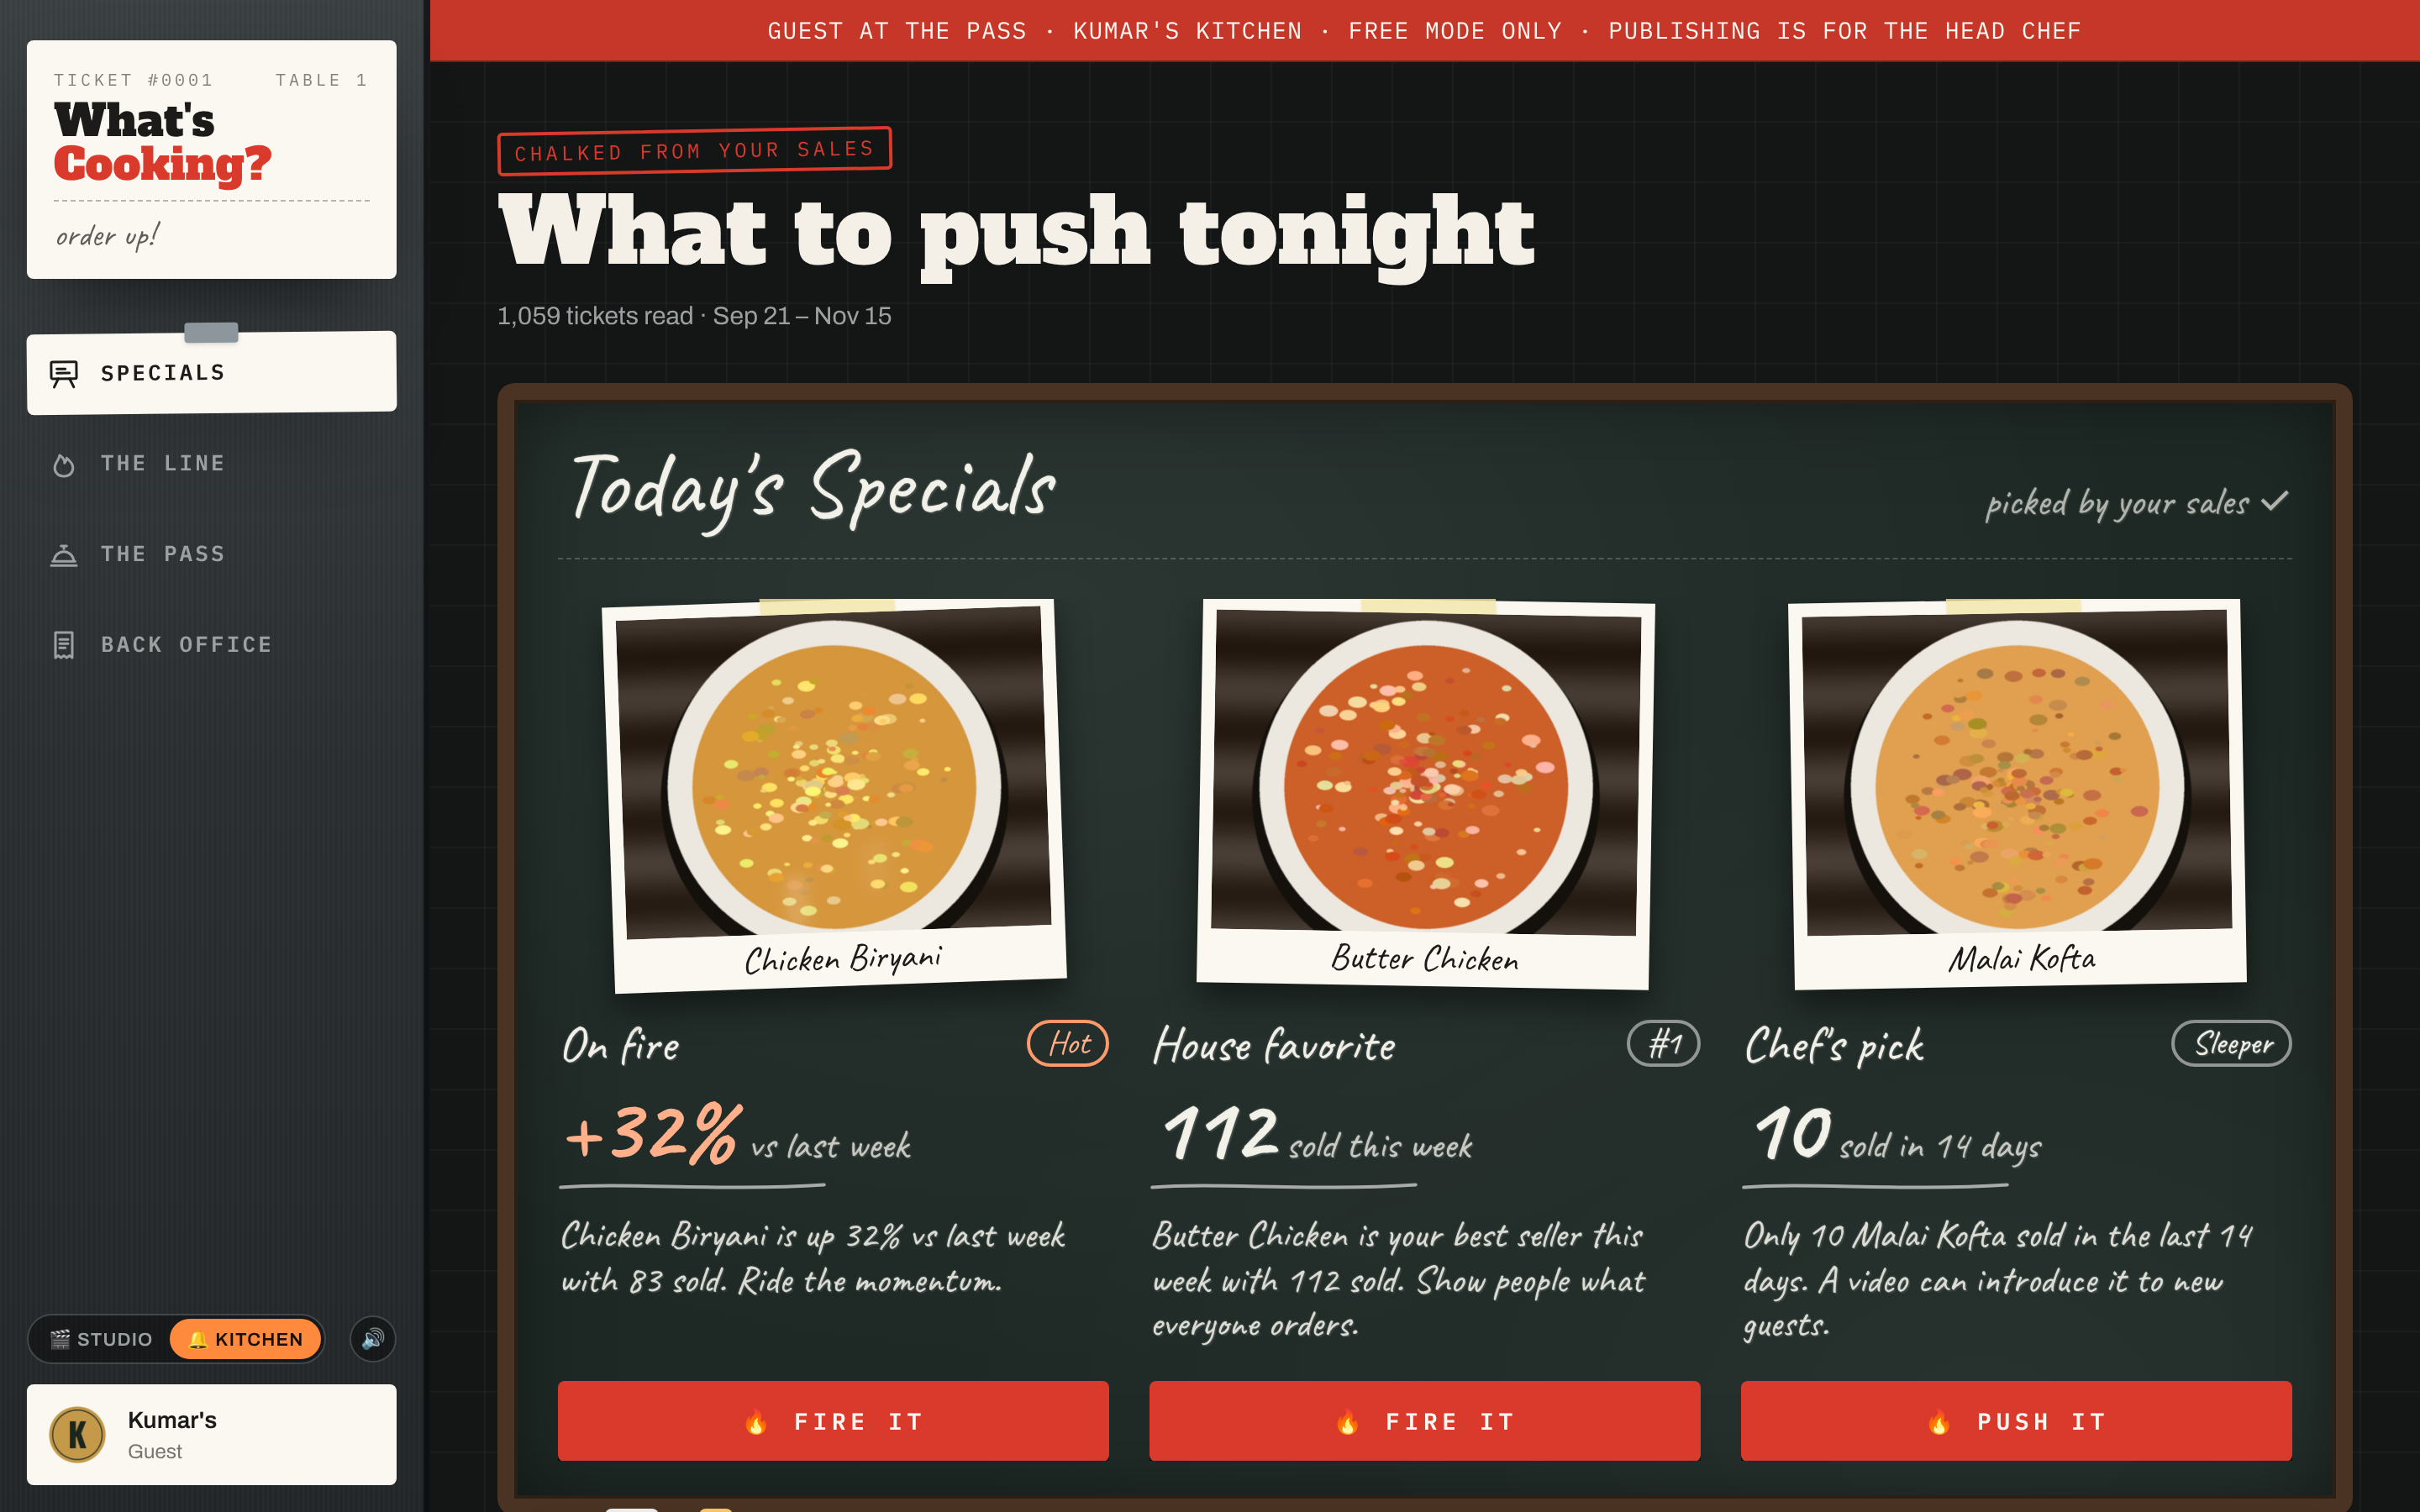 GUEST AT THE PASS · KUMAR'S KITCHEN · FREE MODE ONLY · PUBLISHING IS FOR THE HEAD CHEF
TICKET #0001 TABLE 1
What's
Cooking?
order up!
SPECIALS
THE LINE
THE PASS
BACK OFFICE
🎬 STUDIO 🔔 KITCHEN 🔊
K
Kumar's
Guest
CHALKED FROM YOUR SALES
What to push tonight
1,059 tickets read · Sep 21 – Nov 15
Today's Specials
picked by your sales ✓
Chicken Biryani
On fire Hot
+32% vs last week
Chicken Biryani is up 32% vs last week
with 83 sold. Ride the momentum.
🔥 FIRE IT
Butter Chicken
House favorite #1
112 sold this week
Butter Chicken is your best seller this
week with 112 sold. Show people what
everyone orders.
🔥 FIRE IT
Malai Kofta
Chef's pick Sleeper
10 sold in 14 days
Only 10 Malai Kofta sold in the last 14
days. A video can introduce it to new
guests.
🔥 PUSH IT